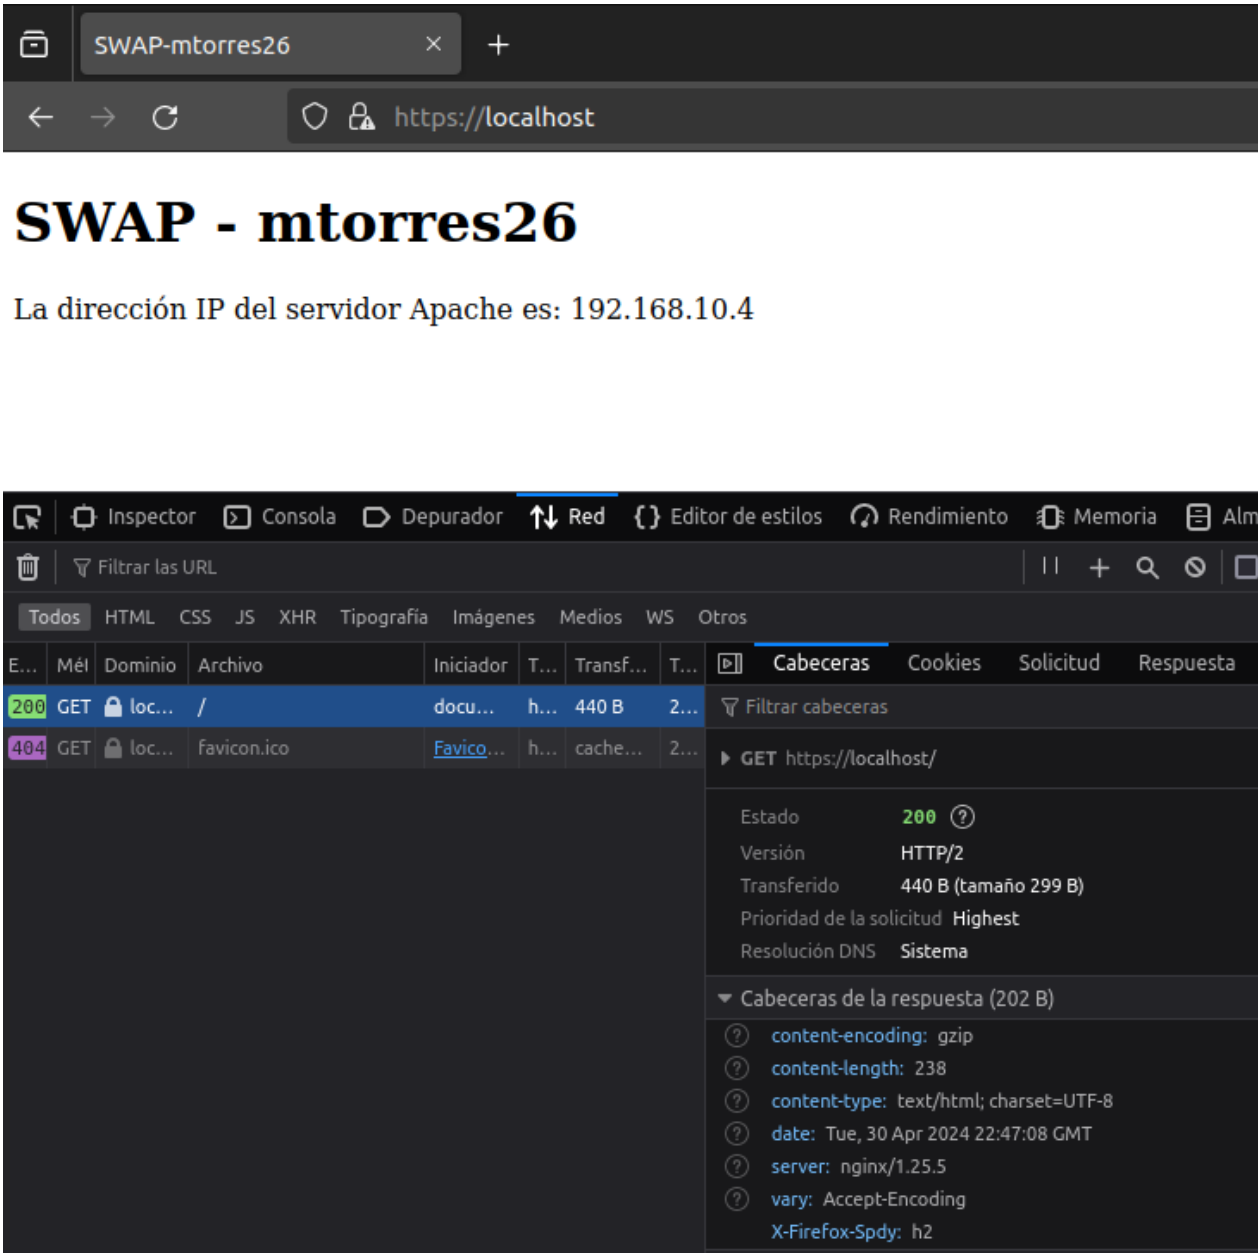 SWAP-mtorres26
https://localhost
SWAP - mtorres26
La dirección IP del servidor Apache es: 192.168.10.4
Inspector Consola Depurador Red Editor de estilos Rendimiento Memoria Alm
Filtrar las URL
Todos HTML CSS JS XHR Tipografía Imágenes Medios WS Otros
E... Mét Dominio Archivo Iniciador T... Transf... T... Cabeceras Cookies Solicitud Respuesta
200 GET loc... / docu... h... 440 B 2...
404 GET loc... favicon.ico Favico... h... cache... 2...
Filtrar cabeceras
GET https://localhost/
Estado 200
Versión HTTP/2
Transferido 440 B (tamaño 299 B)
Prioridad de la solicitud Highest
Resolución DNS Sistema
Cabeceras de la respuesta (202 B)
content-encoding: gzip
content-length: 238
content-type: text/html; charset=UTF-8
date: Tue, 30 Apr 2024 22:47:08 GMT
server: nginx/1.25.5
vary: Accept-Encoding
X-Firefox-Spdy: h2